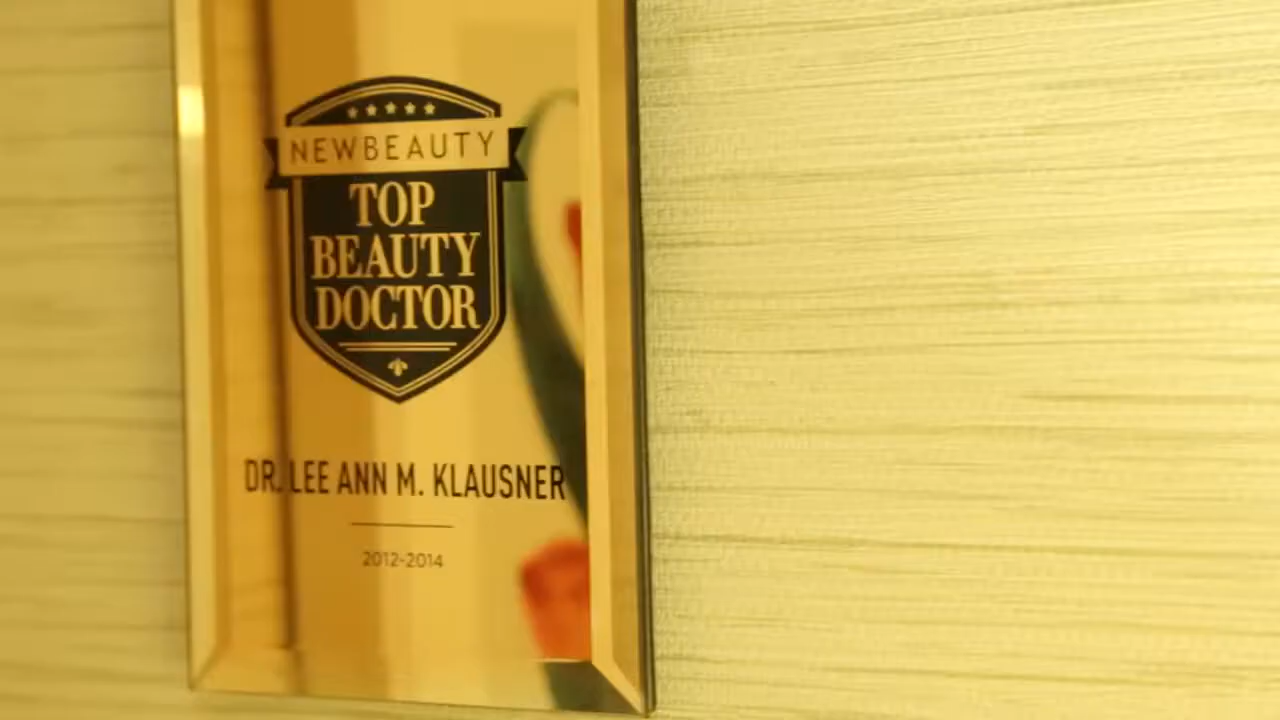 NEWBEAUTY
TOP
BEAUTY
DOCTOR
DR. LEE ANN M. KLAUSNER
2012-2014